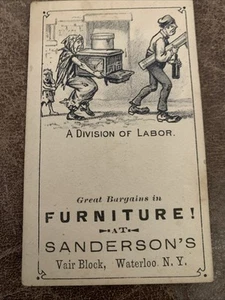 A DIVISION OF LABOR.
Great Bargains in
FURNITURE!
AT
SANDERSON'S
Vair Block, Waterloo. N. Y.